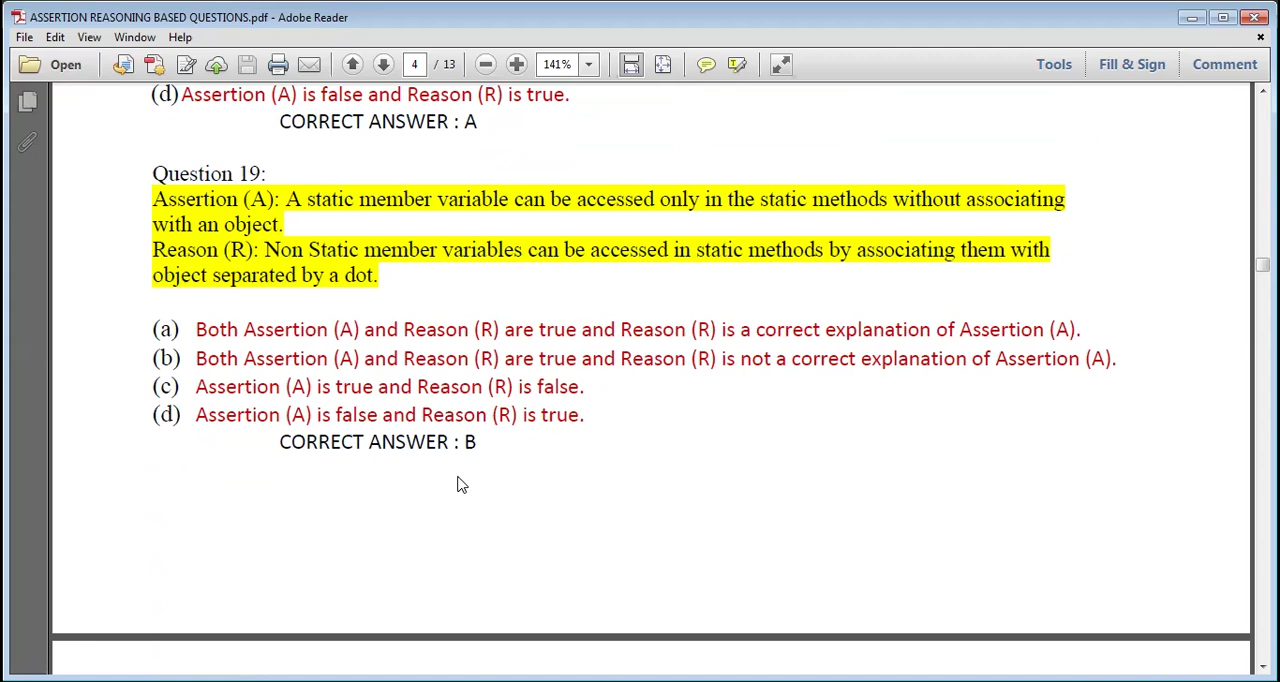 ASSERTION REASONING BASED QUESTIONS.pdf - Adobe Reader
File Edit View Window Help
Open 4 / 13 141% Tools Fill & Sign Comment
(d) Assertion (A) is false and Reason (R) is true.
CORRECT ANSWER : A
Question 19:
Assertion (A): A static member variable can be accessed only in the static methods without associating
with an object.
Reason (R): Non Static member variables can be accessed in static methods by associating them with
object separated by a dot.
(a) Both Assertion (A) and Reason (R) are true and Reason (R) is a correct explanation of Assertion (A).
(b) Both Assertion (A) and Reason (R) are true and Reason (R) is not a correct explanation of Assertion (A).
(c) Assertion (A) is true and Reason (R) is false.
(d) Assertion (A) is false and Reason (R) is true.
CORRECT ANSWER : B